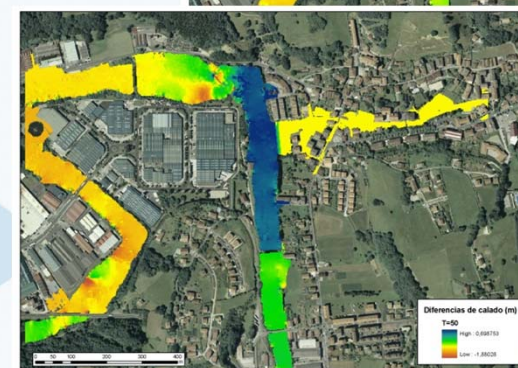 Diferencias de calado (m)
T=50
High : 0,698753
Low : -1,88028
0 50 100 200 300 400